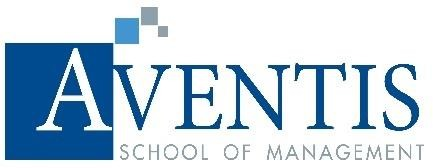 AVENTIS
SCHOOL OF MANAGEMENT